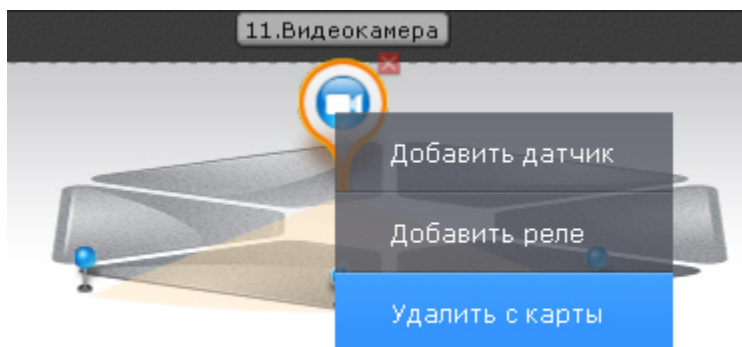 11.Видеокамера
Добавить датчик
Добавить реле
Удалить с карты